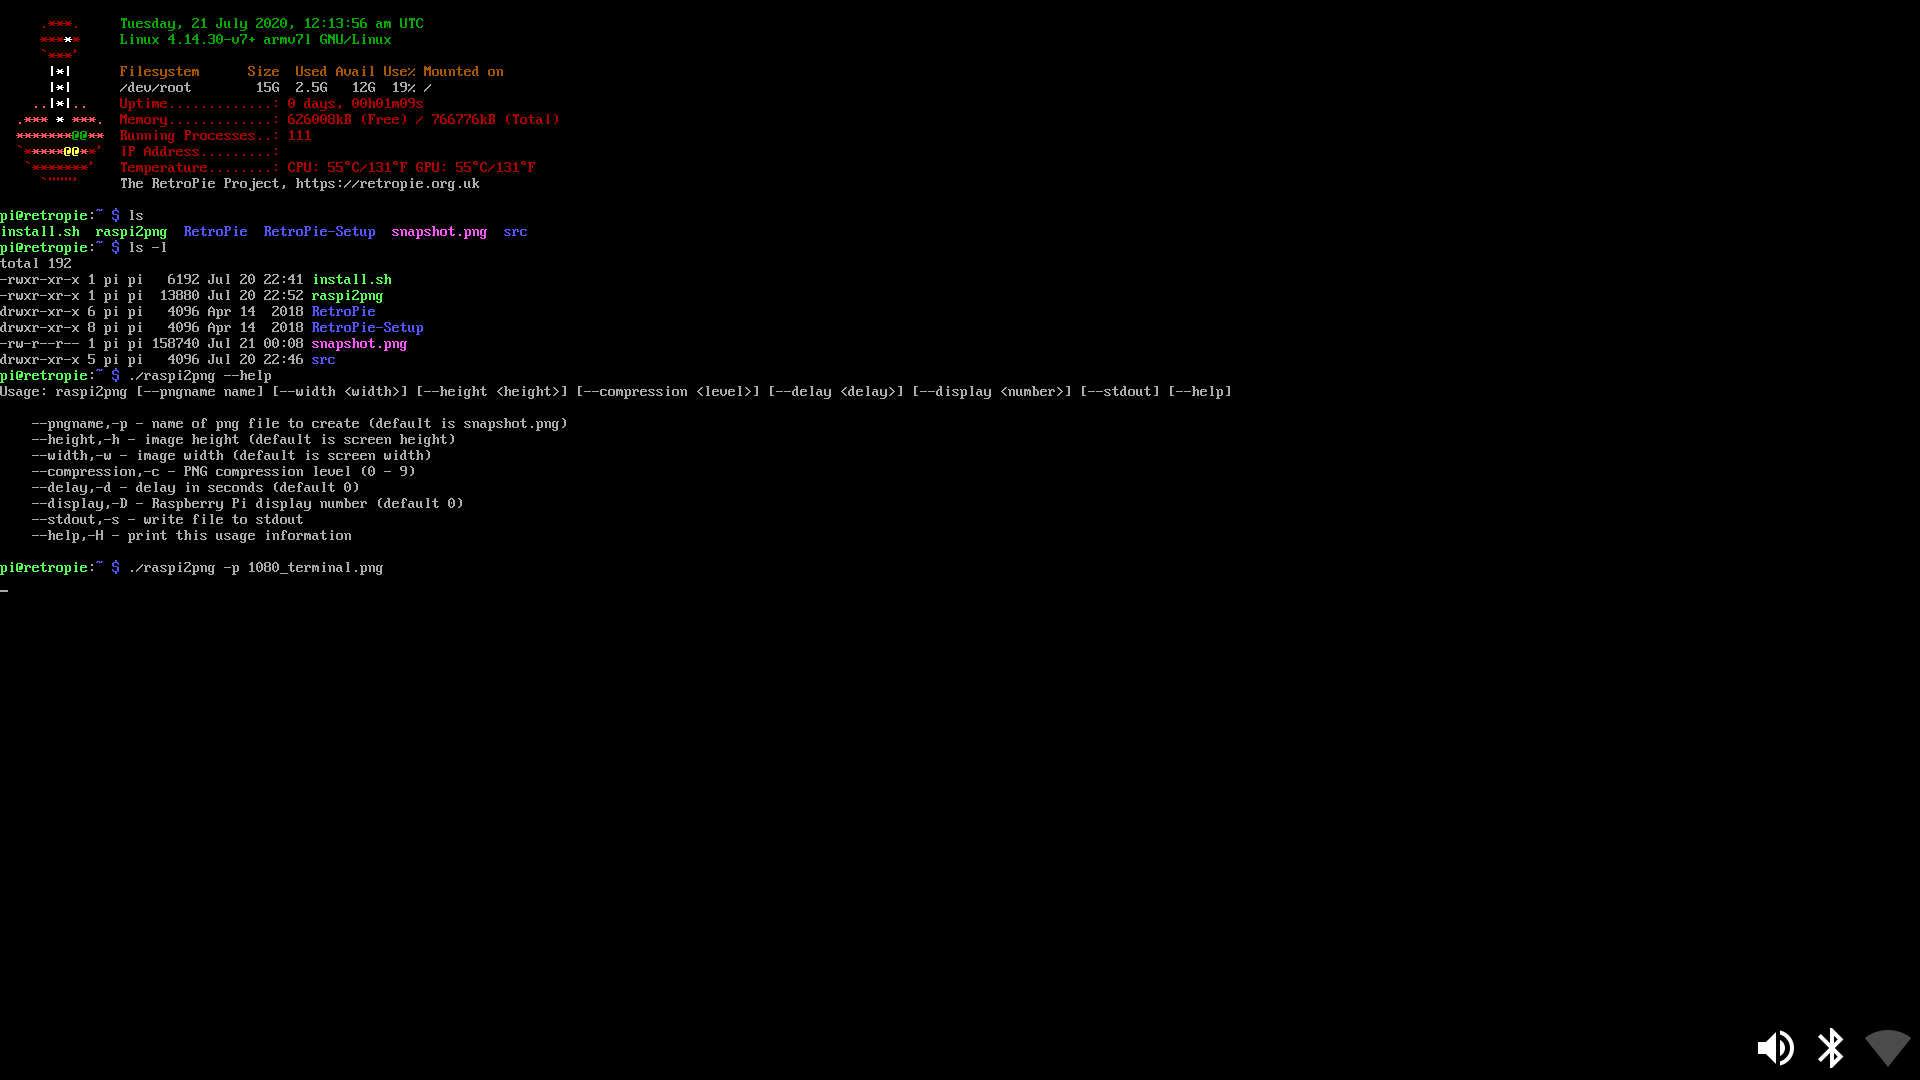 Tuesday, 21 July 2020, 12:13:56 am UTC
Linux 4.14.30-v7+ armv7l GNU/Linux
Filesystem      Size  Used Avail Use% Mounted on
/dev/root        15G  2.5G   12G  19% /
Uptime.............: 0 days, 00h01m09s
Memory.............: 626008kB (Free) / 766776kB (Total)
Running Processes..: 111
IP Address.........:
Temperature........: CPU: 55°C/131°F GPU: 55°C/131°F
The RetroPie Project, https://retropie.org.uk
pi@retropie:~ $ ls
install.sh  raspi2png  RetroPie  RetroPie-Setup  snapshot.png  src
pi@retropie:~ $ ls -l
total 192
-rwxr-xr-x 1 pi pi   6192 Jul 20 22:41 install.sh
-rwxr-xr-x 1 pi pi  13880 Jul 20 22:52 raspi2png
drwxr-xr-x 6 pi pi   4096 Apr 14  2018 RetroPie
drwxr-xr-x 8 pi pi   4096 Apr 14  2018 RetroPie-Setup
-rw-r--r-- 1 pi pi 158740 Jul 21 00:08 snapshot.png
drwxr-xr-x 5 pi pi   4096 Jul 20 22:46 src
pi@retropie:~ $ ./raspi2png --help
Usage: raspi2png [--pngname name] [--width <width>] [--height <height>] [--compression <level>] [--delay <delay>] [--display <number>] [--stdout] [--help]
    --pngname,-p - name of png file to create (default is snapshot.png)
    --height,-h - image height (default is screen height)
    --width,-w - image width (default is screen width)
    --compression,-c - PNG compression level (0 - 9)
    --delay,-d - delay in seconds (default 0)
    --display,-D - Raspberry Pi display number (default 0)
    --stdout,-s - write file to stdout
    --help,-H - print this usage information
pi@retropie:~ $ ./raspi2png -p 1080_terminal.png